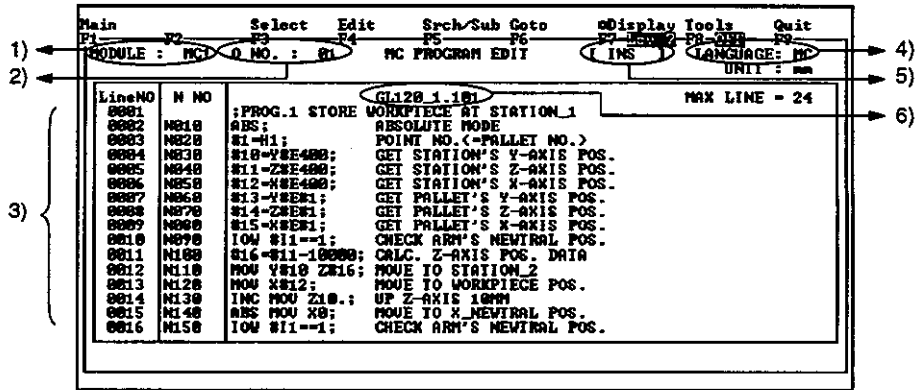 Main Select Edit Srch/Sub Goto Display Tools Quit
F1 F2 F3 F4 F5 F6 F7 F8 F9
MODULE : MC1 O NO. : 01 MC PROGRAM EDIT [ INS ] LANGUAGE: MC
UNIT : mm
1)
2)
4)
5)
LineNO N NO GL120_1.101 MAX LINE = 24
6)
3)
0001 ;PROG.1 STORE WORKPIECE AT STATION_1
0002 N010 ABS; ABSOLUTE MODE
0003 N020 #1=H1; POINT NO.<=PALLET NO.>
0004 N030 #10=Y#E400; GET STATION'S Y-AXIS POS.
0005 N040 #11=Z#E400; GET STATION'S Z-AXIS POS.
0006 N050 #12=X#E400; GET STATION'S X-AXIS POS.
0007 N060 #13=Y#E#1; GET PALLET'S Y-AXIS POS.
0008 N070 #14=Z#E#1; GET PALLET'S Z-AXIS POS.
0009 N080 #15=X#E#1; GET PALLET'S X-AXIS POS.
0010 N090 IOW #I1==1; CHECK ARM'S NEWTRAL POS.
0011 N100 #16=#11-10000; CALC. Z-AXIS POS. DATA
0012 N110 MOV Y#10 Z#16; MOVE TO STATION_2
0013 N120 MOV X#12; MOVE TO WORKPIECE POS.
0014 N130 INC MOV Z10.; UP Z-AXIS 10MM
0015 N140 ABS MOV X0; MOVE TO X_NEWTRAL POS.
0016 N150 IOW #I1==1; CHECK ARM'S NEWTRAL POS.